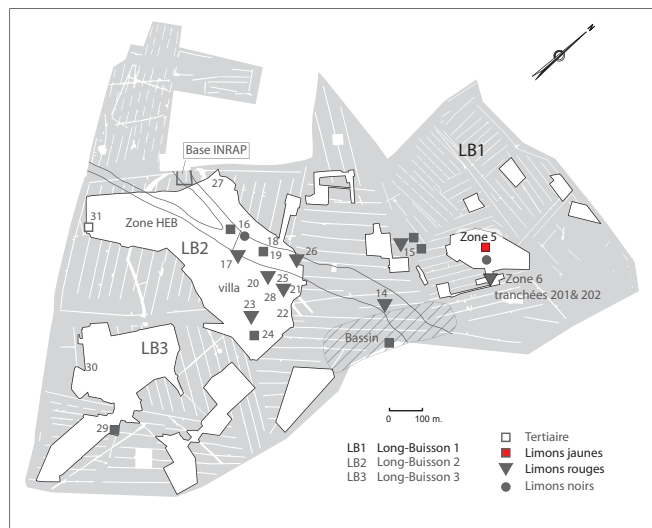 N
LB1
Base INRAP
27
31
Zone HEB
16
Zone 5
LB2
18
15
19
26
17
Zone 6
villa
20
25
21
tranchées 201& 202
28
14
23
22
Bassin
24
LB3
30
29
0 100 m.
LB1 Long-Buisson 1
LB2 Long-Buisson 2
LB3 Long-Buisson 3
Tertiaire
Limons jaunes
Limons rouges
Limons noirs